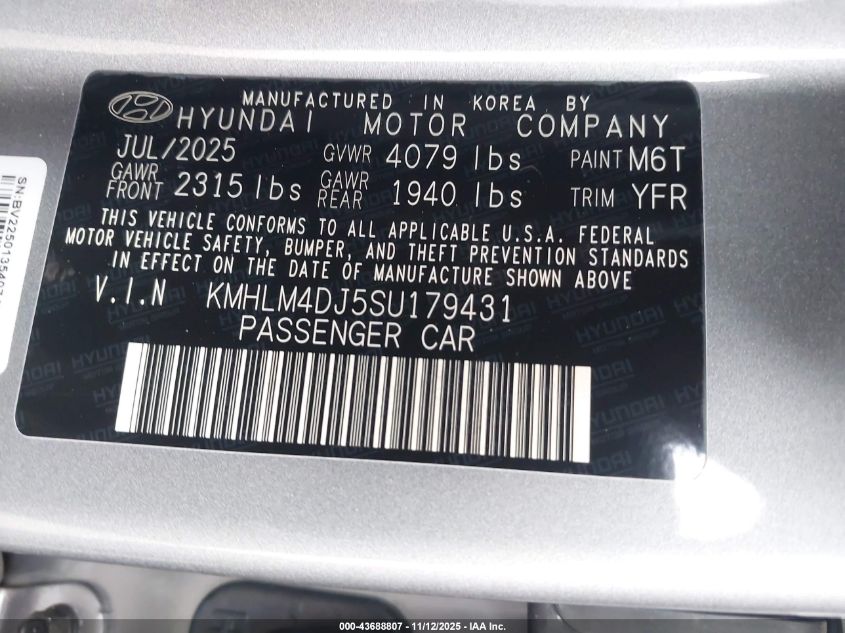 MANUFACTURED IN KOREA BY
HYUNDAI MOTOR COMPANY
JUL/2025 GVWR 4079 lbs PAINT M6T
GAWR FRONT 2315 lbs GAWR REAR 1940 lbs TRIM YFR
THIS VEHICLE CONFORMS TO ALL APPLICABLE U.S.A. FEDERAL
MOTOR VEHICLE SAFETY, BUMPER, AND THEFT PREVENTION STANDARDS
IN EFFECT ON THE DATE OF MANUFACTURE SHOWN ABOVE
V.I.N KMHLM4DJ5SU179431
PASSENGER CAR
000-43688807 - 11/12/2025 - IAA Inc.